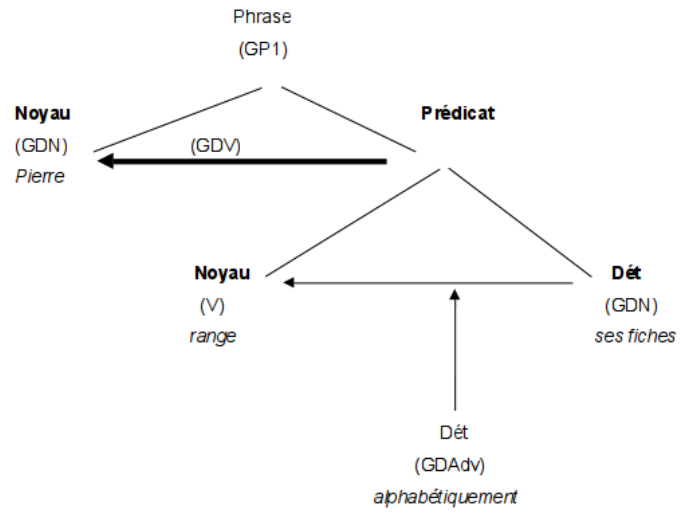 Phrase
(GP1)
Noyau
Prédicat
(GDN)
(GDV)
Pierre
Noyau
Dét
(V)
(GDN)
range
ses fiches
Dét
(GDAdv)
alphabétiquement